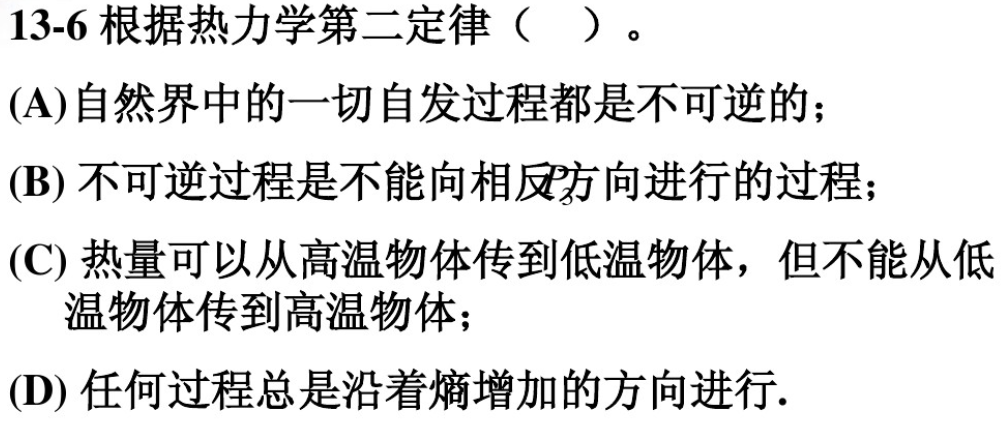 13-6 根据热力学第二定律（ ）。
(A)自然界中的一切自发过程都是不可逆的；
(B) 不可逆过程是不能向相反P₃方向进行的过程；
(C) 热量可以从高温物体传到低温物体，但不能从低
温物体传到高温物体；
(D) 任何过程总是沿着熵增加的方向进行.